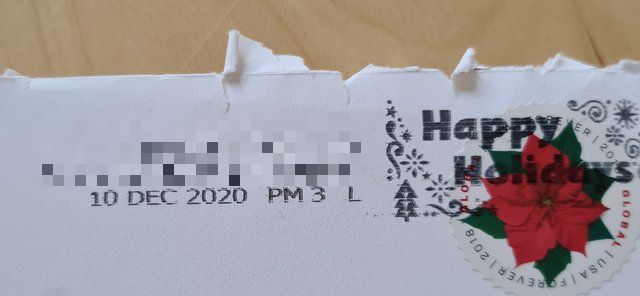 Happy
Holidays
10 DEC 2020 PM 3 L
GLOBAL | USA | FOREVER | 2018